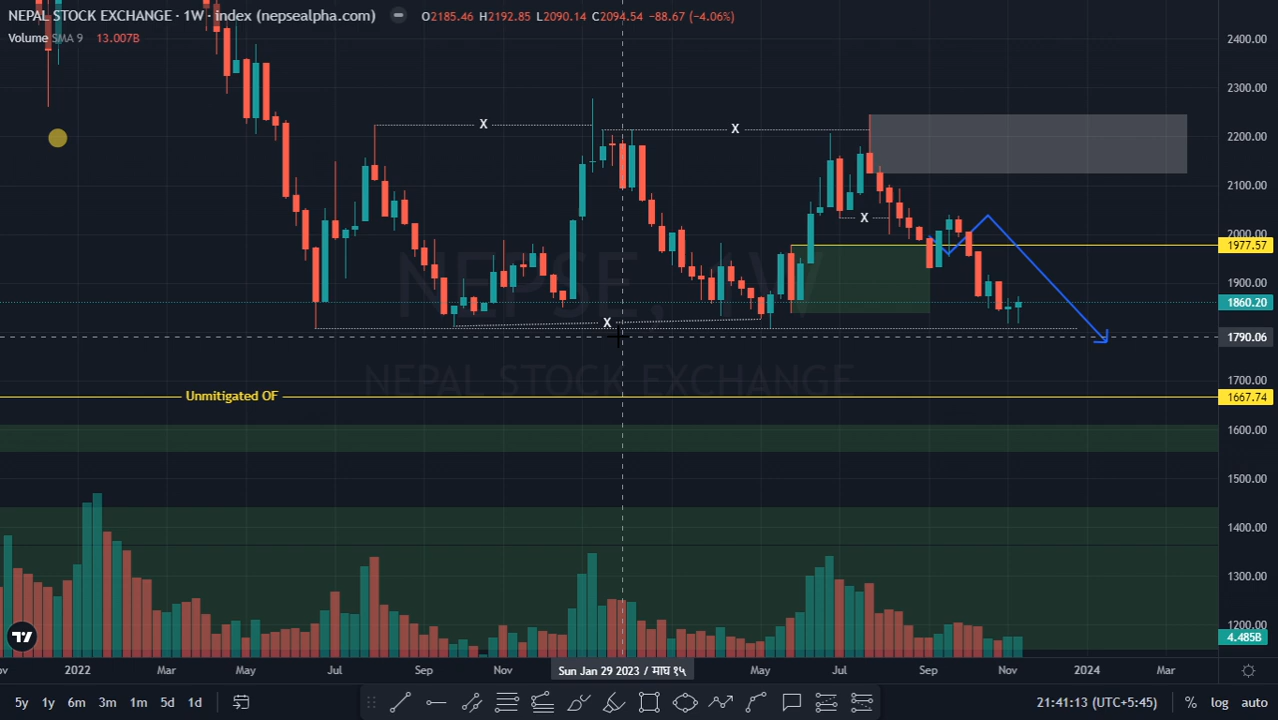 NEPAL STOCK EXCHANGE · 1W · index (nepsealpha.com) O2185.46 H2192.85 L2090.14 C2094.54 −88.67 (−4.06%)
Volume SMA 9 13.007B
2400.00
2300.00
X X
2200.00
2100.00
X
2000.00
1977.57
NEPSE, 1W
1900.00
1860.20
X
1790.06
NEPAL STOCK EXCHANGE
1700.00
Unmitigated OF
1667.74
1600.00
1500.00
1400.00
1300.00
1200.00
4.485B
2022 Mar May Jul Sep Nov Sun Jan 29 2023 / माघ १५ May Jul Sep Nov 2024 Mar
5y 1y 6m 3m 1m 5d 1d 21:41:13 (UTC+5:45) % log auto